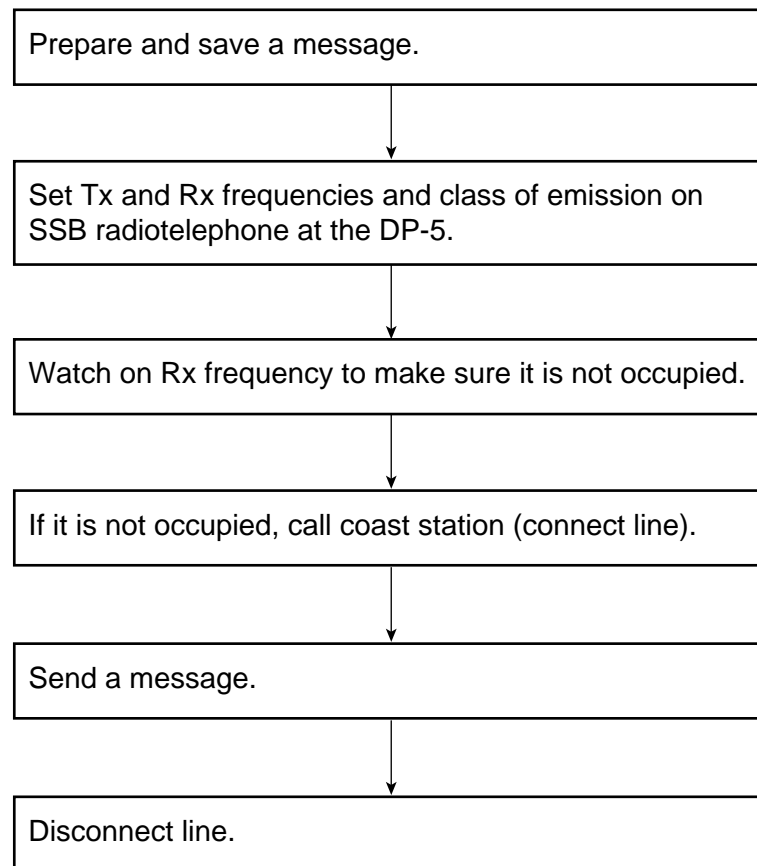 Prepare and save a message.
Set Tx and Rx frequencies and class of emission on
SSB radiotelephone at the DP-5.
Watch on Rx frequency to make sure it is not occupied.
If it is not occupied, call coast station (connect line).
Send a message.
Disconnect line.